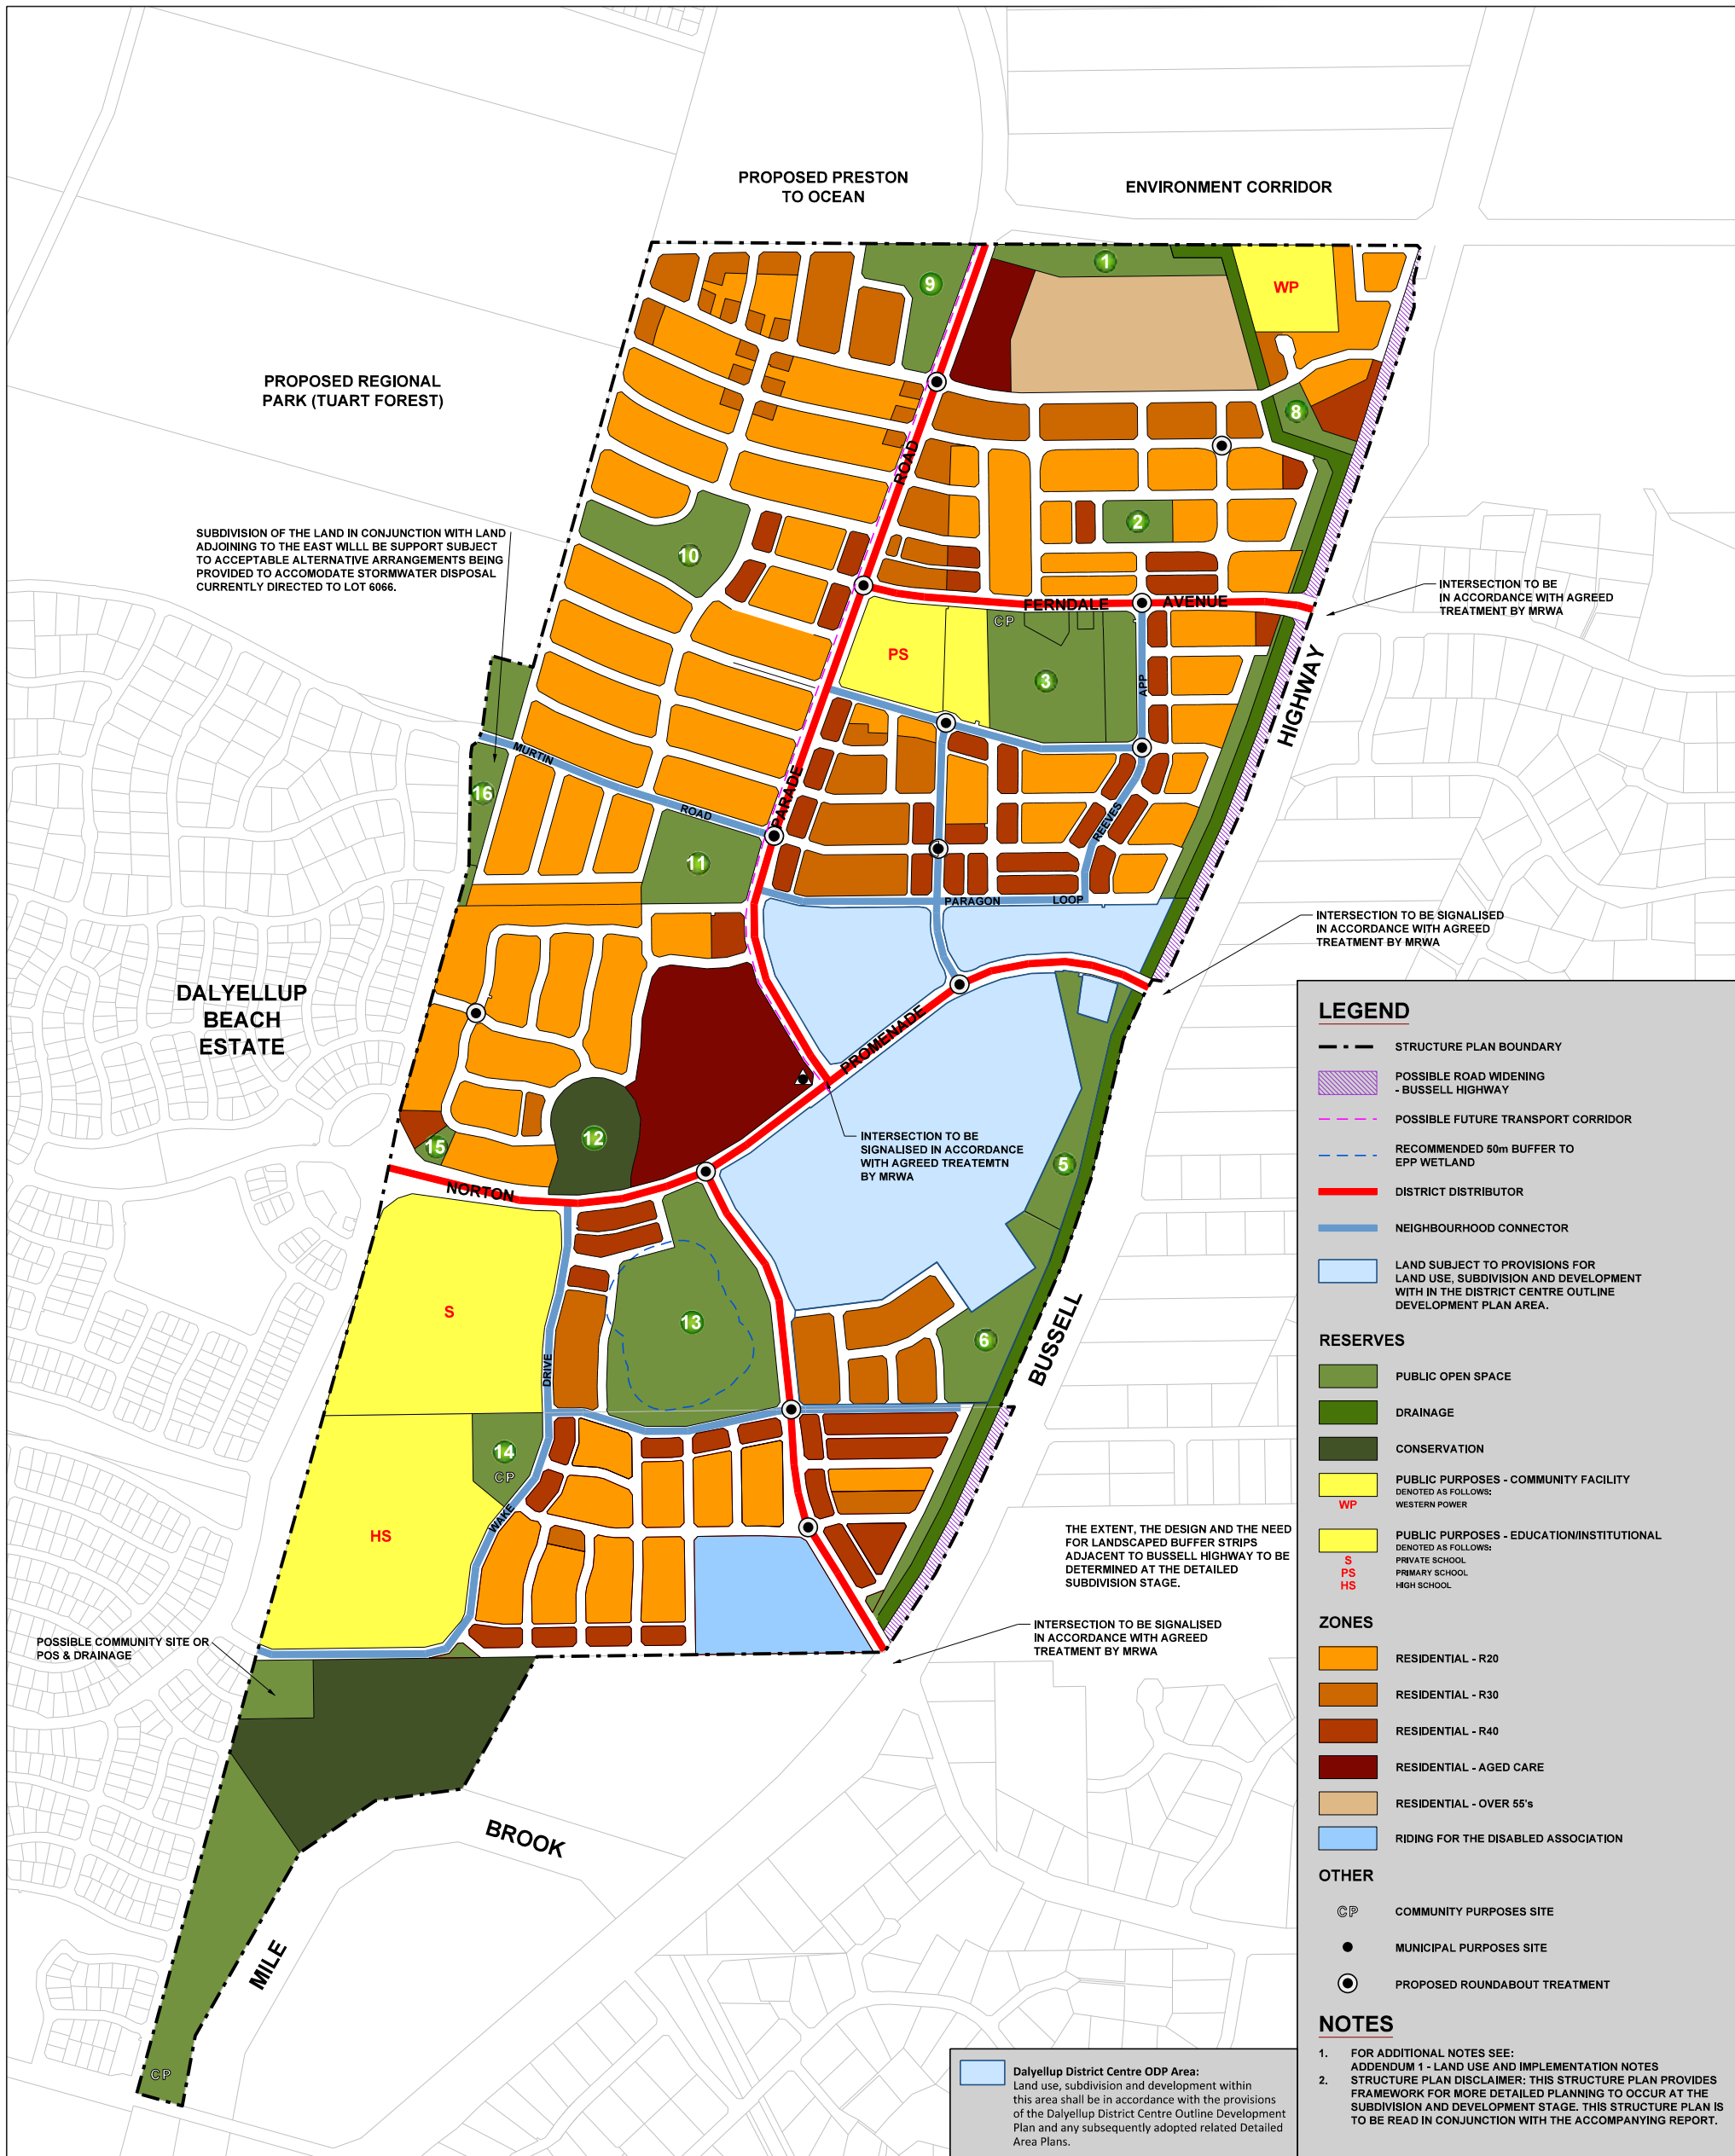 PROPOSED PRESTON
TO OCEAN
ENVIRONMENT CORRIDOR
9
1
WP
PROPOSED REGIONAL
PARK (TUART FOREST)
8
ROAD
2
SUBDIVISION OF THE LAND IN CONJUNCTION WITH LAND
ADJOINING TO THE EAST WILLL BE SUPPORT SUBJECT
TO ACCEPTABLE ALTERNATIVE ARRANGEMENTS BEING
PROVIDED TO ACCOMODATE STORMWATER DISPOSAL
CURRENTLY DIRECTED TO LOT 6066.
10
INTERSECTION TO BE
IN ACCORDANCE WITH AGREED
TREATMENT BY MRWA
FERNDALE
AVENUE
CP
PS
3
APP
HIGHWAY
MURTIN
ROAD
16
PARADE
REEVES
11
PARAGON
LOOP
INTERSECTION TO BE SIGNALISED
IN ACCORDANCE WITH AGREED
TREATMENT BY MRWA
DALYELLUP
BEACH
ESTATE
PROMENADE
12
15
INTERSECTION TO BE
SIGNALISED IN ACCORDANCE
WITH AGREED TREATEMTN
BY MRWA
5
NORTON
S
13
6
BUSSELL
DRIVE
14
CP
WAKE
HS
THE EXTENT, THE DESIGN AND THE NEED
FOR LANDSCAPED BUFFER STRIPS
ADJACENT TO BUSSELL HIGHWAY TO BE
DETERMINED AT THE DETAILED
SUBDIVISION STAGE.
INTERSECTION TO BE SIGNALISED
IN ACCORDANCE WITH AGREED
TREATMENT BY MRWA
POSSIBLE COMMUNITY SITE OR
POS & DRAINAGE
BROOK
MILE
CP
LEGEND
STRUCTURE PLAN BOUNDARY
POSSIBLE ROAD WIDENING
- BUSSELL HIGHWAY
POSSIBLE FUTURE TRANSPORT CORRIDOR
RECOMMENDED 50m BUFFER TO
EPP WETLAND
DISTRICT DISTRIBUTOR
NEIGHBOURHOOD CONNECTOR
LAND SUBJECT TO PROVISIONS FOR
LAND USE, SUBDIVISION AND DEVELOPMENT
WITH IN THE DISTRICT CENTRE OUTLINE
DEVELOPMENT PLAN AREA.
RESERVES
PUBLIC OPEN SPACE
DRAINAGE
CONSERVATION
PUBLIC PURPOSES - COMMUNITY FACILITY
DENOTED AS FOLLOWS:
WP WESTERN POWER
PUBLIC PURPOSES - EDUCATION/INSTITUTIONAL
DENOTED AS FOLLOWS:
S PRIVATE SCHOOL
PS PRIMARY SCHOOL
HS HIGH SCHOOL
ZONES
RESIDENTIAL - R20
RESIDENTIAL - R30
RESIDENTIAL - R40
RESIDENTIAL - AGED CARE
RESIDENTIAL - OVER 55's
RIDING FOR THE DISABLED ASSOCIATION
OTHER
CP COMMUNITY PURPOSES SITE
MUNICIPAL PURPOSES SITE
PROPOSED ROUNDABOUT TREATMENT
NOTES
1. FOR ADDITIONAL NOTES SEE:
ADDENDUM 1 - LAND USE AND IMPLEMENTATION NOTES
2. STRUCTURE PLAN DISCLAIMER: THIS STRUCTURE PLAN PROVIDES
FRAMEWORK FOR MORE DETAILED PLANNING TO OCCUR AT THE
SUBDIVISION AND DEVELOPMENT STAGE. THIS STRUCTURE PLAN IS
TO BE READ IN CONJUNCTION WITH THE ACCOMPANYING REPORT.
Dalyellup District Centre ODP Area:
Land use, subdivision and development within
this area shall be in accordance with the provisions
of the Dalyellup District Centre Outline Development
Plan and any subsequently adopted related Detailed
Area Plans.